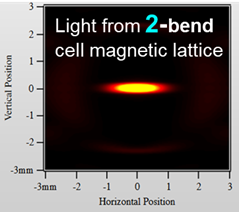 Light from 2-bend
cell magnetic lattice
3
2
1
0
-1
-2
-3mm
Vertical Position
-3mm -2 -1 0 1 2 3
Horizontal Position